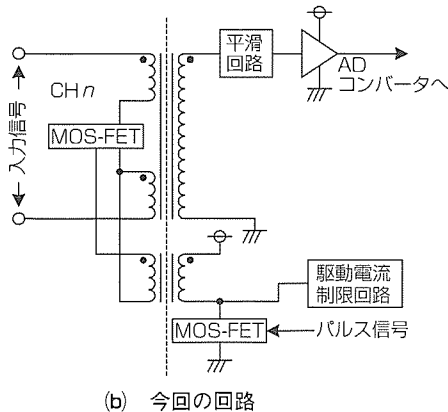 平滑
回路
AD
コンバータへ
CHn
MOS-FET
入力信号
駆動電流
制限回路
MOS-FET
パルス信号
(b) 今回の回路